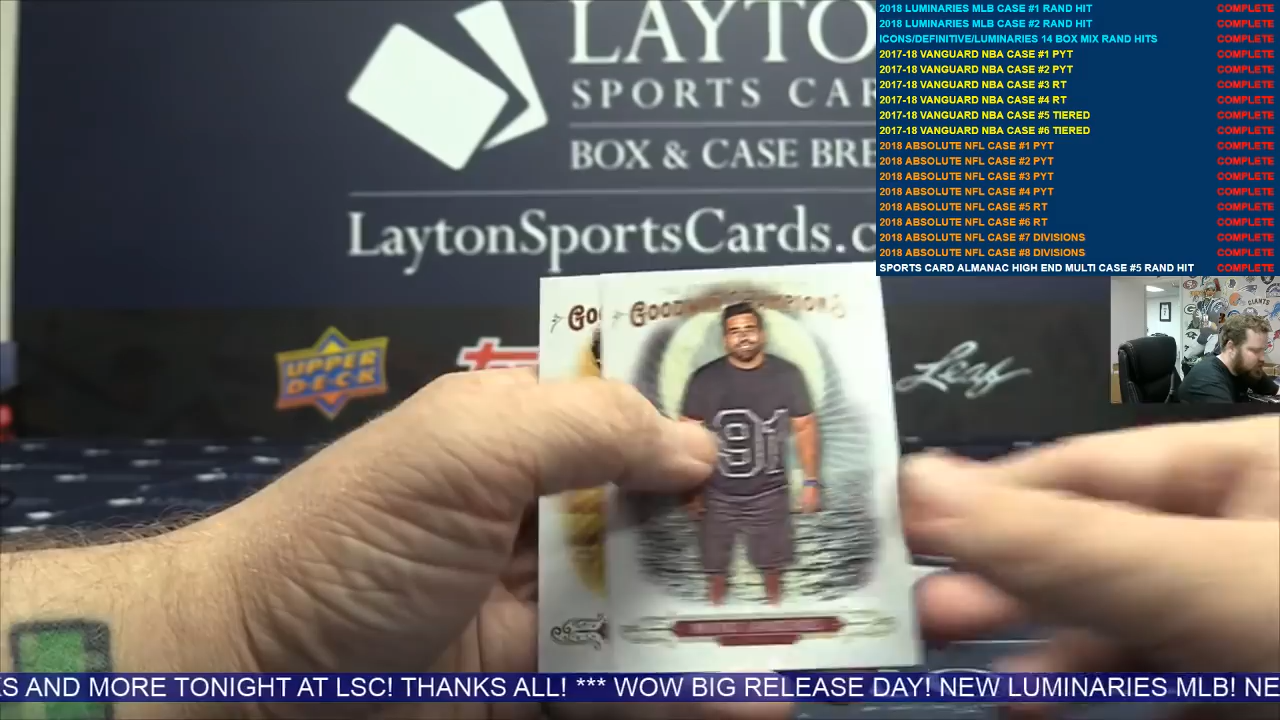 LAYTO
SPORTS CAR
BOX & CASE BRE
LaytonSportsCards.c
2018 LUMINARIES MLB CASE #1 RAND HIT COMPLETE
2018 LUMINARIES MLB CASE #2 RAND HIT COMPLETE
ICONS/DEFINITIVE/LUMINARIES 14 BOX MIX RAND HITS COMPLETE
2017-18 VANGUARD NBA CASE #1 PYT COMPLETE
2017-18 VANGUARD NBA CASE #2 PYT COMPLETE
2017-18 VANGUARD NBA CASE #3 RT COMPLETE
2017-18 VANGUARD NBA CASE #4 RT COMPLETE
2017-18 VANGUARD NBA CASE #5 TIERED COMPLETE
2017-18 VANGUARD NBA CASE #6 TIERED COMPLETE
2018 ABSOLUTE NFL CASE #1 PYT COMPLETE
2018 ABSOLUTE NFL CASE #2 PYT COMPLETE
2018 ABSOLUTE NFL CASE #3 PYT COMPLETE
2018 ABSOLUTE NFL CASE #4 PYT COMPLETE
2018 ABSOLUTE NFL CASE #5 RT COMPLETE
2018 ABSOLUTE NFL CASE #6 RT COMPLETE
2018 ABSOLUTE NFL CASE #7 DIVISIONS COMPLETE
2018 ABSOLUTE NFL CASE #8 DIVISIONS COMPLETE
SPORTS CARD ALMANAC HIGH END MULTI CASE #5 RAND HIT COMPLETE
GIANTS
UPPER
DECK
Leaf
Goo
91
KS AND MORE TONIGHT AT LSC! THANKS ALL! *** WOW BIG RELEASE DAY! NEW LUMINARIES MLB! NE